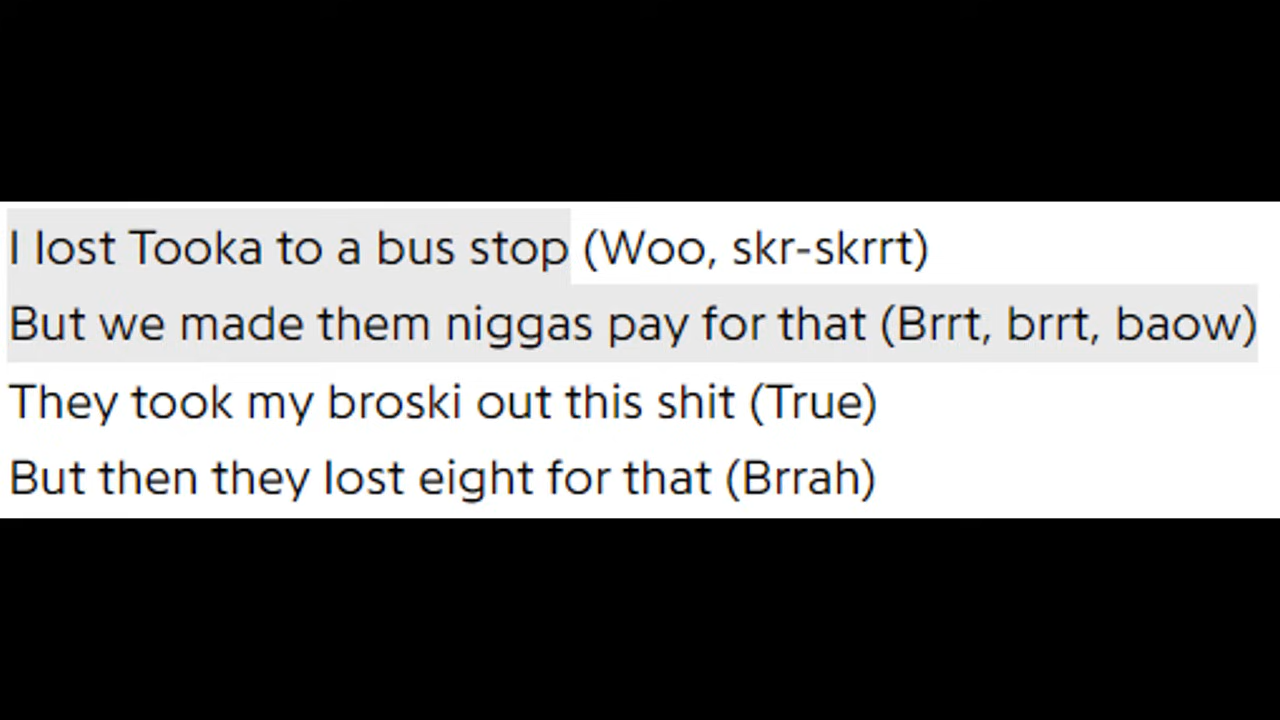 I lost Tooka to a bus stop (Woo, skr-skrrt)
But we made them niggas pay for that (Brrt, brrt, baow)
They took my broski out this shit (True)
But then they lost eight for that (Brrah)